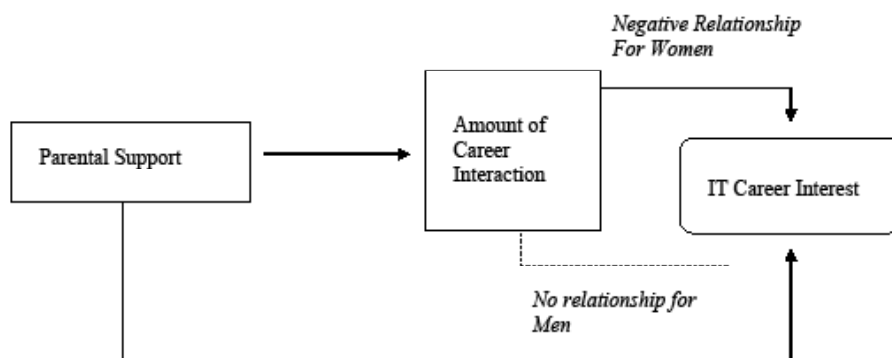 Negative Relationship
For Women
Parental Support
Amount of
Career
Interaction
IT Career Interest
No relationship for
Men